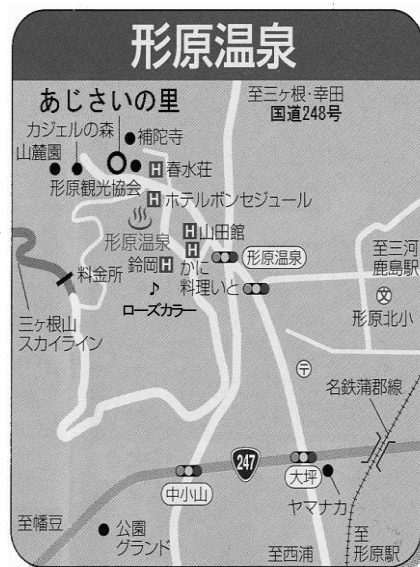 形原温泉
あじさいの里
至三ヶ根・幸田
国道248号
カジェルの森
補陀寺
山麓園
H春水荘
形原観光協会
Hホテルボンセジュール
形原温泉
H山田館
H
鈴岡H
かに
料理いと
形原温泉
至三河
鹿島駅
料金所
♪
ローズカラー
文
形原北小
三ヶ根山
スカイライン
〒
名鉄蒲郡線
247
中小山
大坪
ヤマナカ
至幡豆
公園
グランド
至西浦
至
形原駅